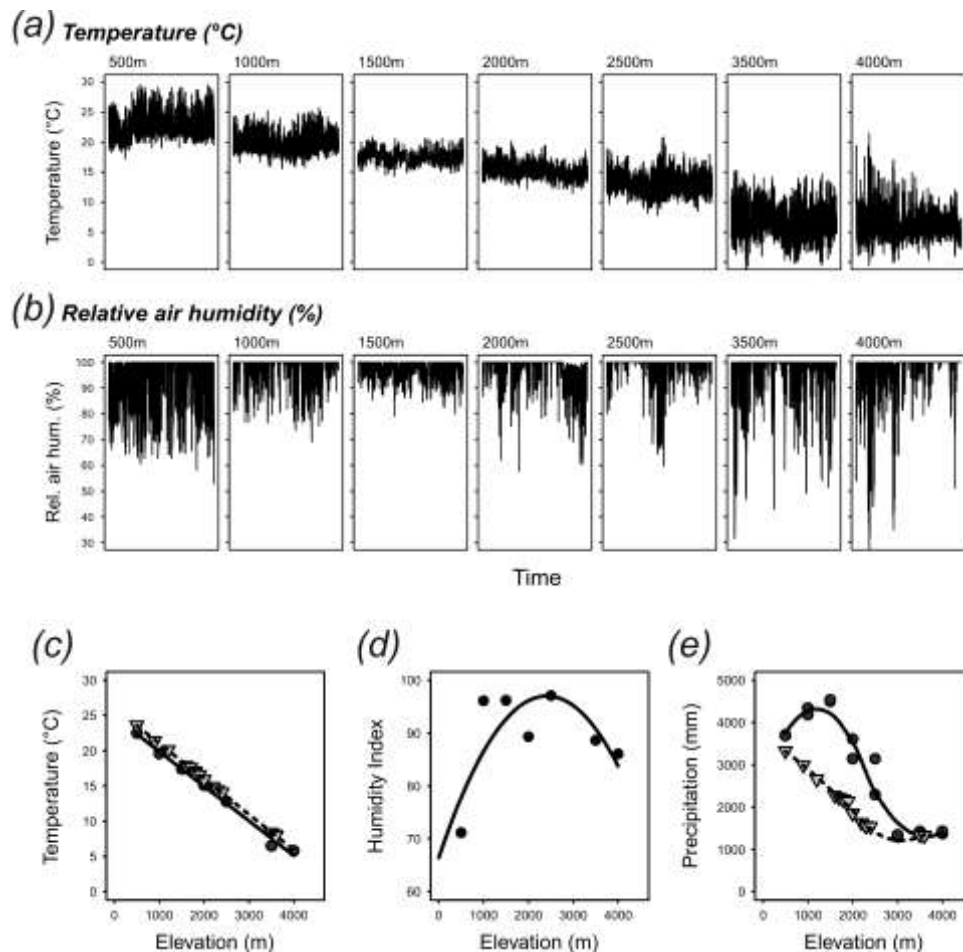 (a) Temperature (°C)
500m 1000m 1500m 2000m 2500m 3500m 4000m
Temperature (°C)
30
25
20
15
10
5
0
(b) Relative air humidity (%)
500m 1000m 1500m 2000m 2500m 3500m 4000m
Rel. air hum. (%)
100
90
80
70
60
50
40
30
Time
(c) (d) (e)
Temperature (°C)
30
25
20
15
10
5
0
0 1000 2000 3000 4000
Elevation (m)
Humidity Index
100
90
80
70
60
0 1000 2000 3000 4000
Elevation (m)
Precipitation (mm)
5000
4000
3000
2000
1000
0
0 1000 2000 3000 4000
Elevation (m)